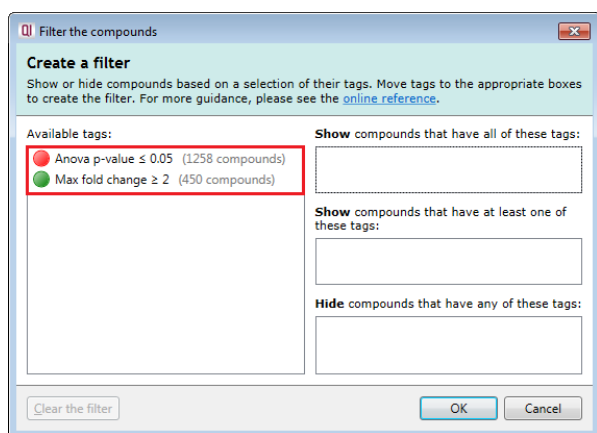 QI Filter the compounds
Create a filter
Show or hide compounds based on a selection of their tags. Move tags to the appropriate boxes
to create the filter. For more guidance, please see the online reference.
Available tags:
Anova p-value ≤ 0.05 (1258 compounds)
Max fold change ≥ 2 (450 compounds)
Show compounds that have all of these tags:
Show compounds that have at least one of
these tags:
Hide compounds that have any of these tags:
Clear the filter
OK
Cancel